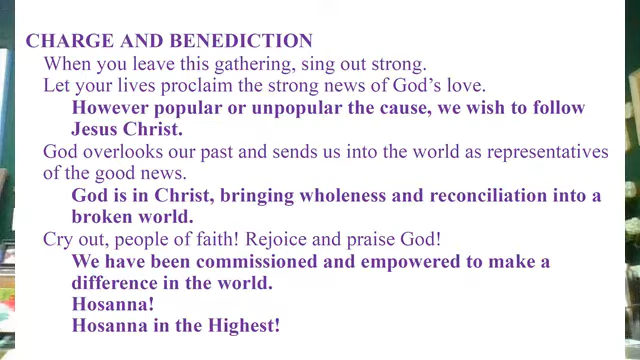 CHARGE AND BENEDICTION
When you leave this gathering, sing out strong.
Let your lives proclaim the strong news of God’s love.
However popular or unpopular the cause, we wish to follow
Jesus Christ.
God overlooks our past and sends us into the world as representatives
of the good news.
God is in Christ, bringing wholeness and reconciliation into a
broken world.
Cry out, people of faith! Rejoice and praise God!
We have been commissioned and empowered to make a
difference in the world.
Hosanna!
Hosanna in the Highest!